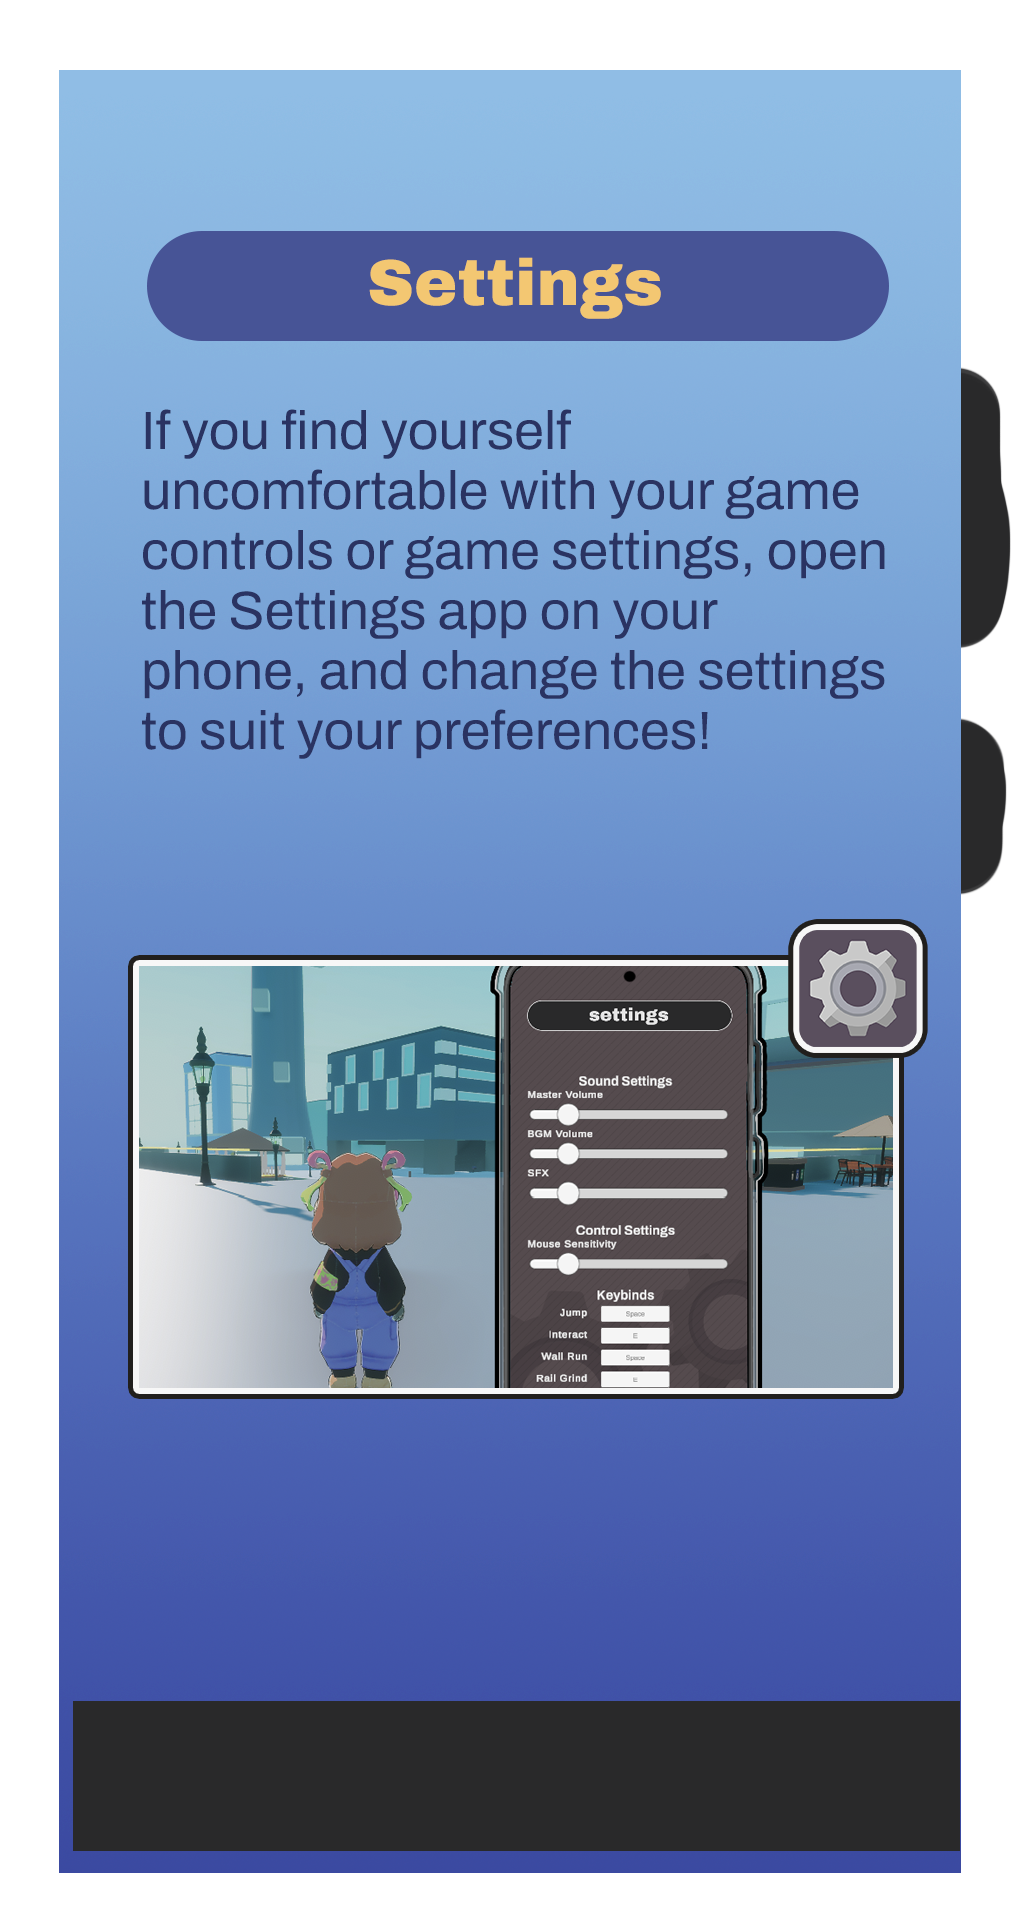 Settings
If you find yourself
uncomfortable with your game
controls or game settings, open
the Settings app on your
phone, and change the settings
to suit your preferences!
settings
Sound Settings
Master Volume
BGM Volume
SFX
Control Settings
Mouse Sensitivity
Keybinds
Jump Space
Interact E
Wall Run Space
Rail Grind E